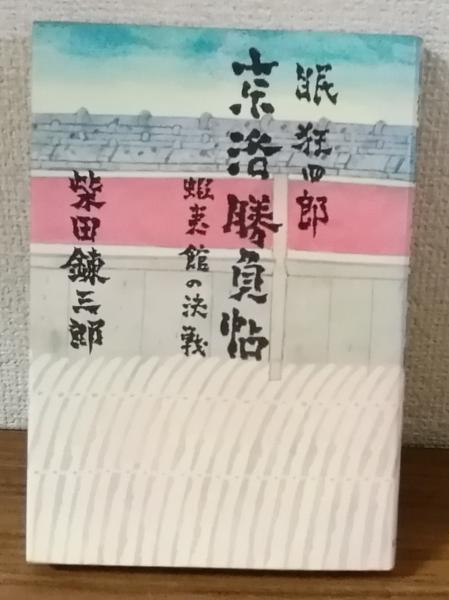 眠狂四郎
京洛勝負帖
蝦夷館の決戦
柴田錬三郎